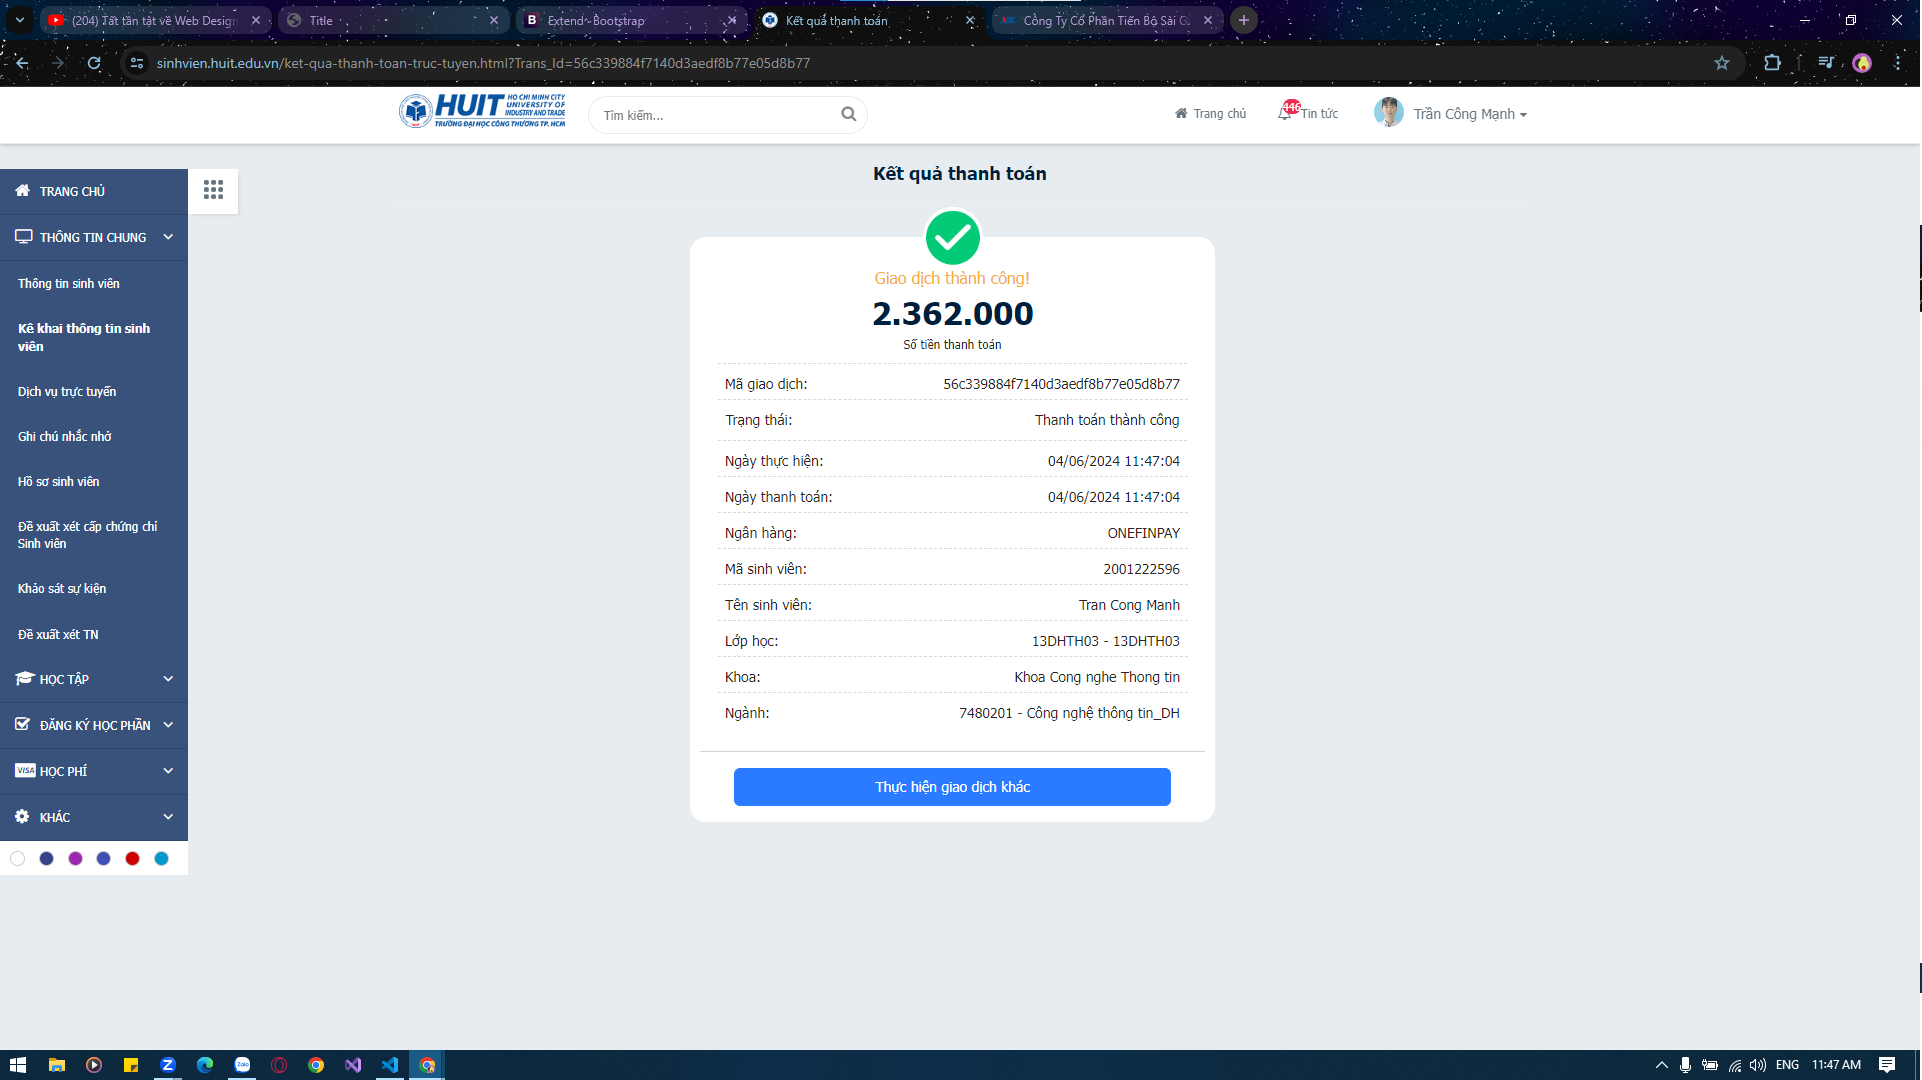 (204) Tất tần tật về Web Design
Title
Extend · Bootstrap
Kết quả thanh toán
Công Ty Cổ Phần Tiến Bộ Sài G
sinhvien.huit.edu.vn/ket-qua-thanh-toan-truc-tuyen.html?Trans_Id=56c339884f7140d3aedf8b77e05d8b77
HUIT
HO CHI MINH CITY
UNIVERSITY OF
INDUSTRY AND TRADE
TRƯỜNG ĐẠI HỌC CÔNG THƯƠNG TP. HCM
Tìm kiếm...
Trang chủ
446
Tin tức
Trần Công Mạnh
Kết quả thanh toán
TRANG CHỦ
THÔNG TIN CHUNG
Thông tin sinh viên
Kê khai thông tin sinh
viên
Dịch vụ trực tuyến
Ghi chú nhắc nhở
Hồ sơ sinh viên
Đề xuất xét cấp chứng chỉ
Sinh viên
Khảo sát sự kiện
Đề xuất xét TN
HỌC TẬP
ĐĂNG KÝ HỌC PHẦN
VISA HỌC PHÍ
KHÁC
Giao dịch thành công!
2.362.000
Số tiền thanh toán
Mã giao dịch: 56c339884f7140d3aedf8b77e05d8b77
Trạng thái: Thanh toán thành công
Ngày thực hiện: 04/06/2024 11:47:04
Ngày thanh toán: 04/06/2024 11:47:04
Ngân hàng: ONEFINPAY
Mã sinh viên: 2001222596
Tên sinh viên: Tran Cong Manh
Lớp học: 13DHTH03 - 13DHTH03
Khoa: Khoa Cong nghe Thong tin
Ngành: 7480201 - Công nghệ thông tin_DH
Thực hiện giao dịch khác
ENG
11:47 AM